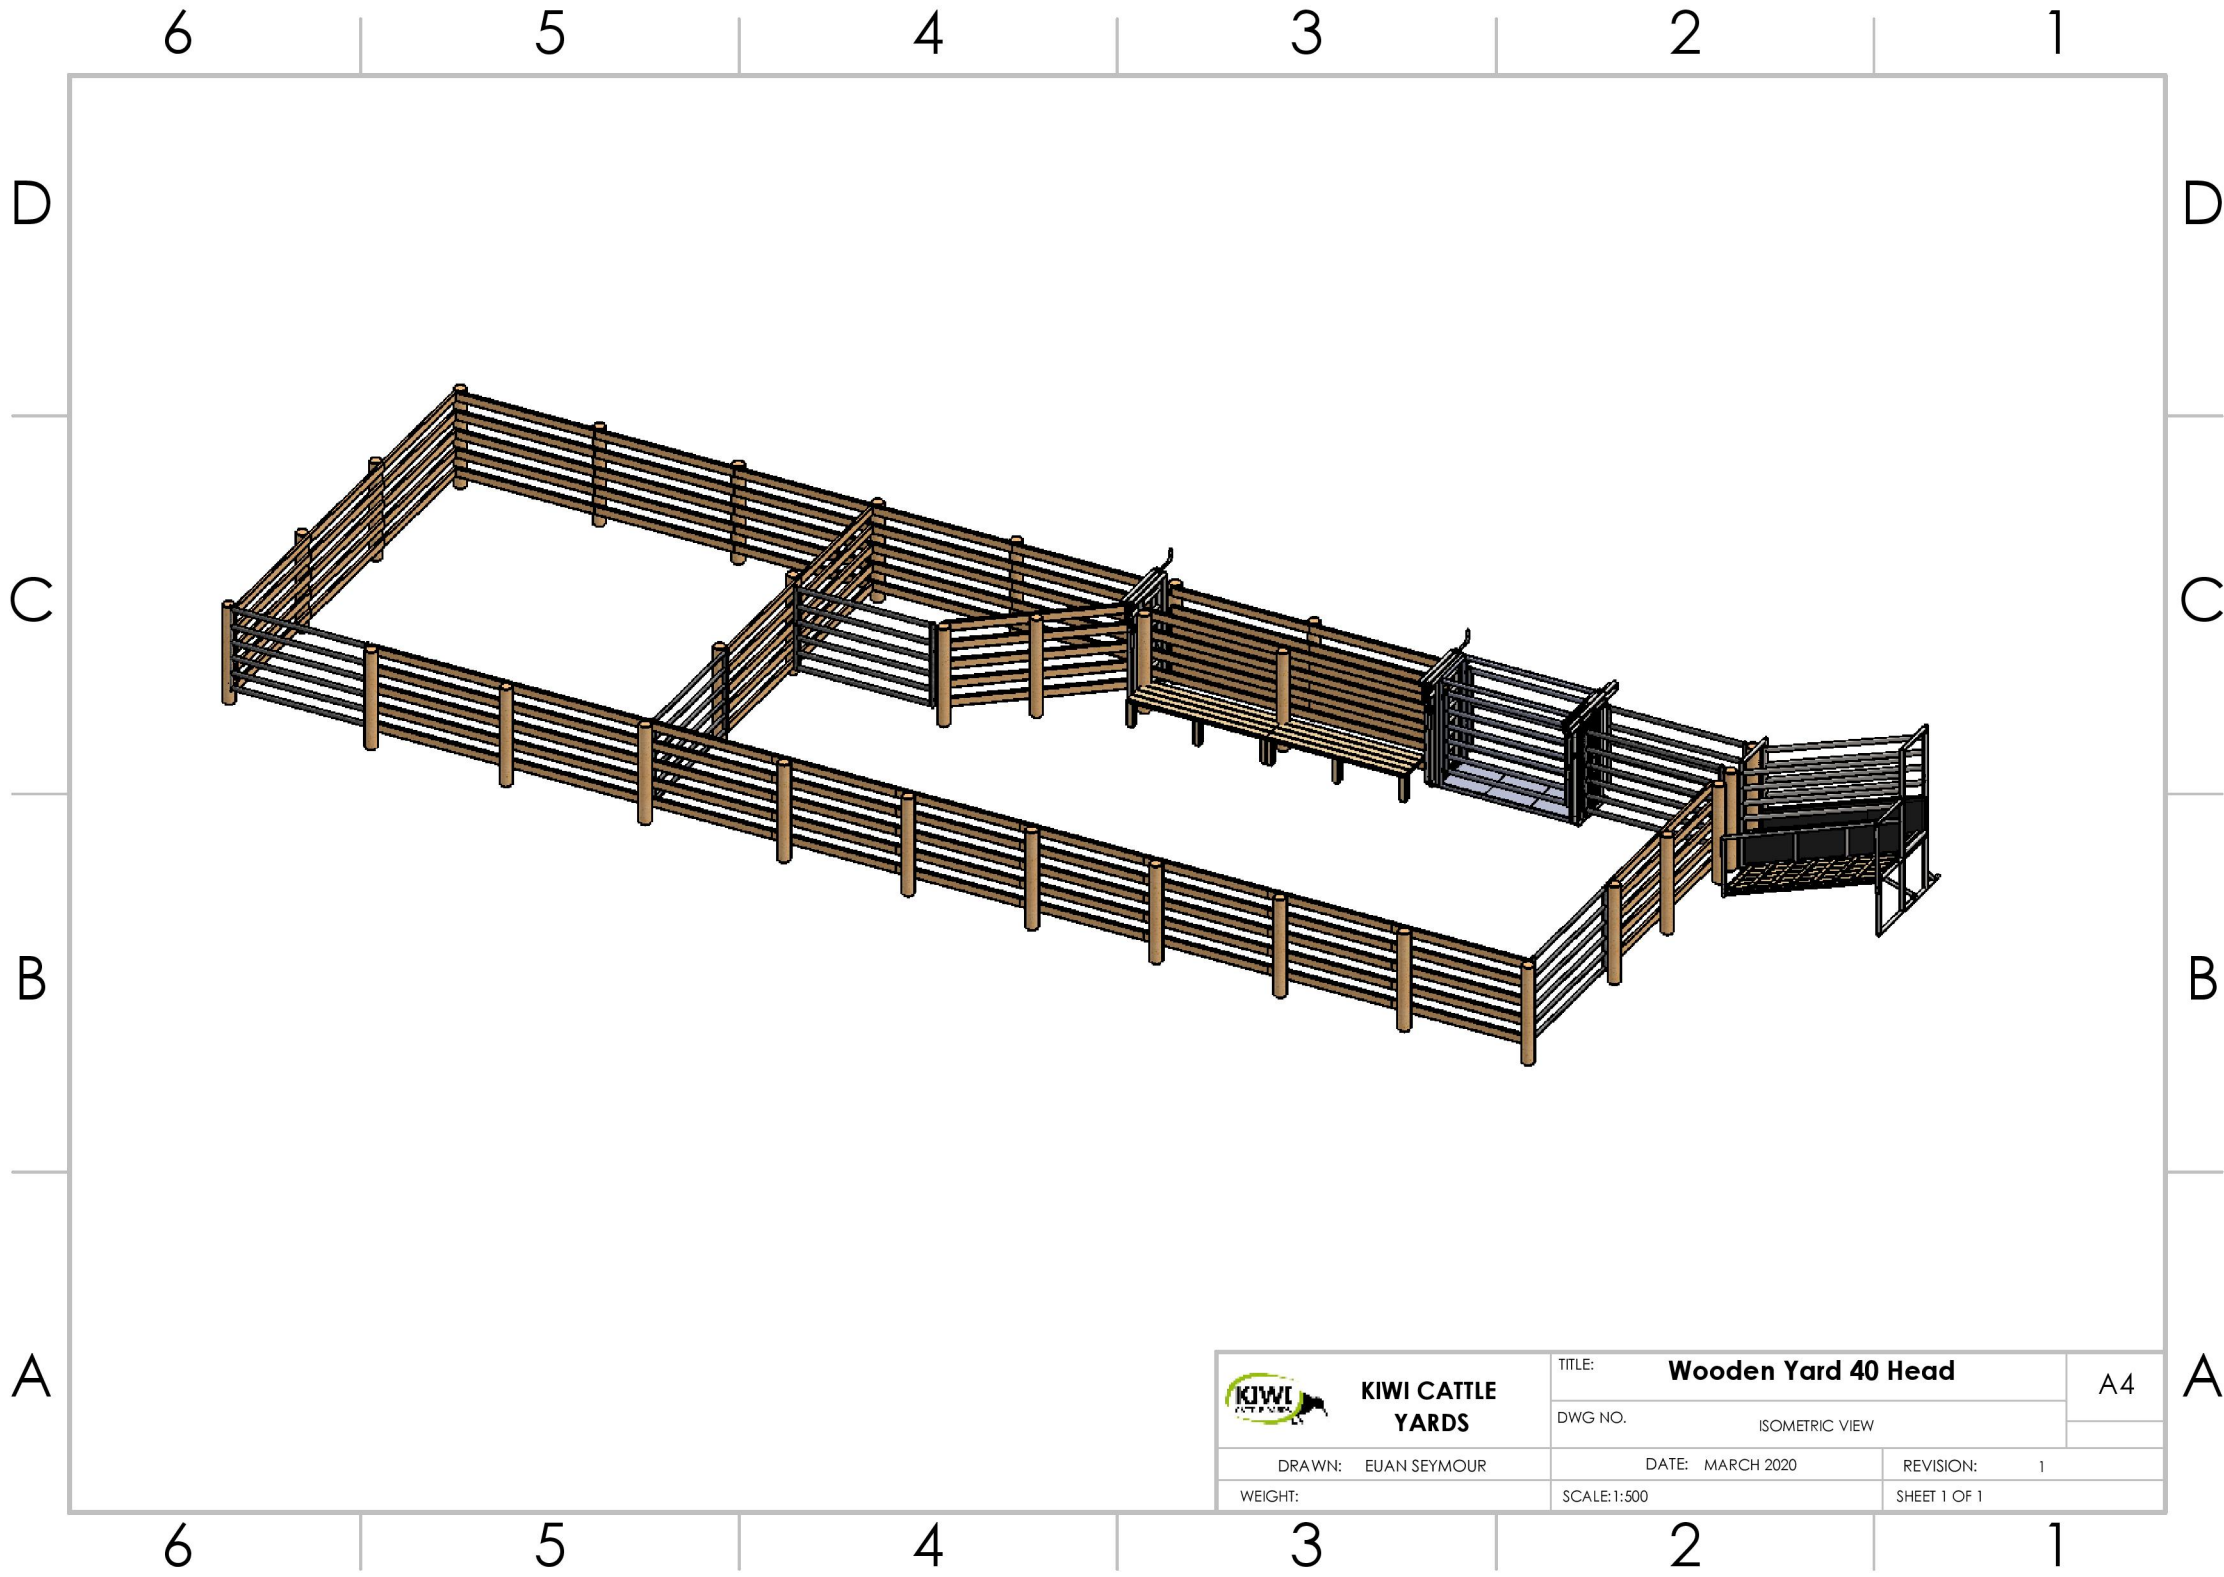 6 5 4 3 2 1
D D
C C
B B
A A
KIWI
KIWI CATTLE
YARDS
TITLE: Wooden Yard 40 Head
A4
DWG NO. ISOMETRIC VIEW
DRAWN: EUAN SEYMOUR DATE: MARCH 2020 REVISION: 1
WEIGHT: SCALE:1:500 SHEET 1 OF 1
6 5 4 3 2 1